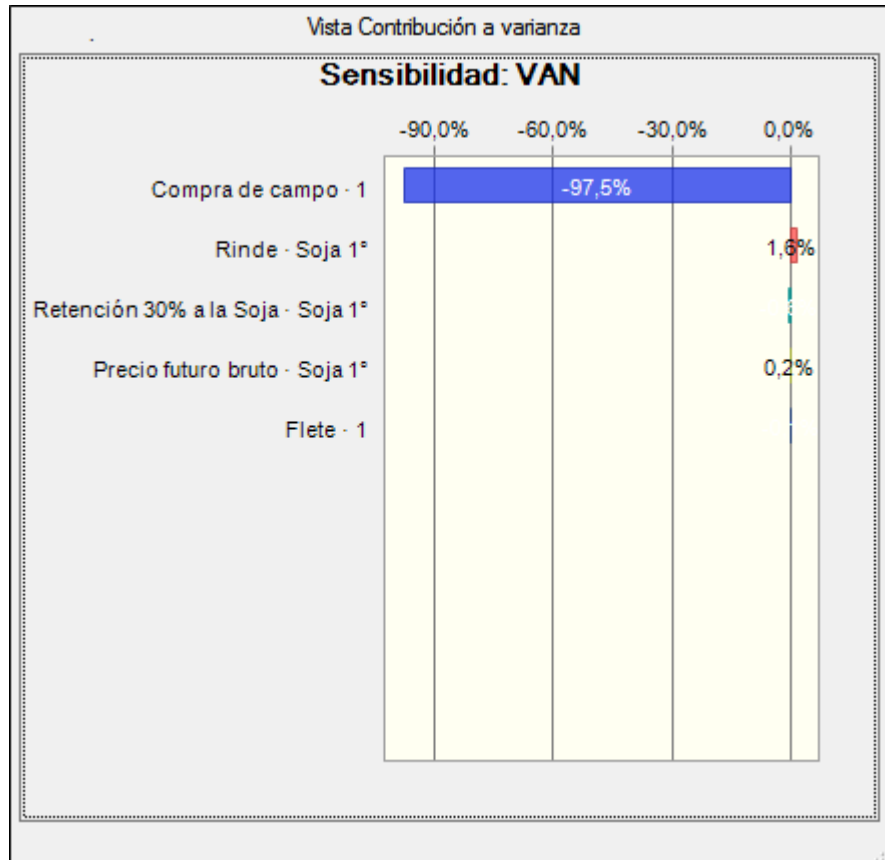 Vista Contribución a varianza
Sensibilidad: VAN
-90,0% -60,0% -30,0% 0,0%
Compra de campo - 1 -97,5%
Rinde - Soja 1° 1,6%
Retención 30% a la Soja - Soja 1°
Precio futuro bruto - Soja 1° 0,2%
Flete - 1